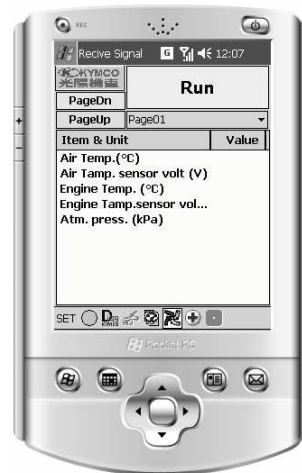 REC
Recive Signal G 12:07
KYMCO
光陽機車
Run
PageDn
PageUp Page01
Item & Unit Value
Air Temp.(°C)
Air Tamp. sensor volt (V)
Engine Temp. (°C)
Engine Tamp.sensor vol...
Atm. press. (kPa)
SET
Pocket PC